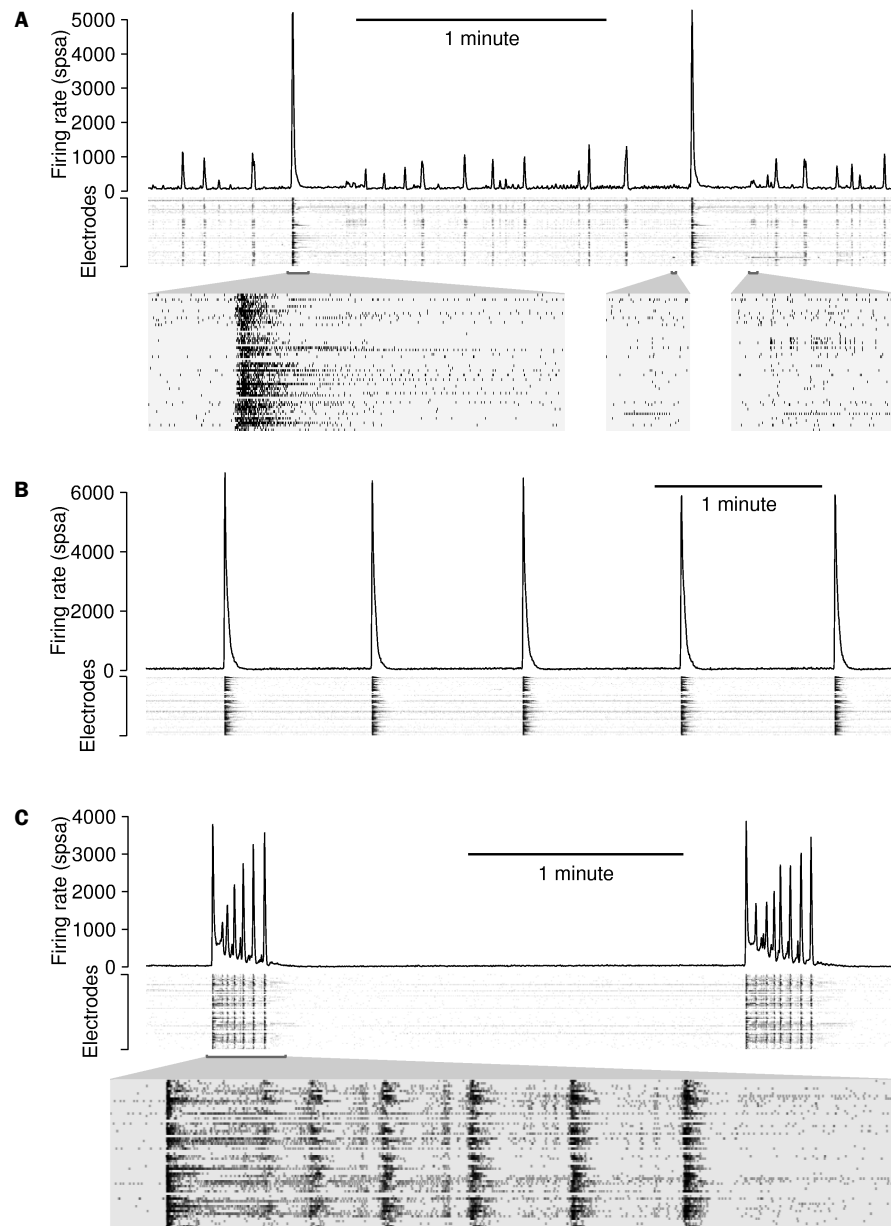 A
Firing rate (spsa)
5000
4000
3000
2000
1000
0
1 minute
Electrodes
B
Firing rate (spsa)
6000
4000
2000
0
1 minute
Electrodes
C
Firing rate (spsa)
4000
3000
2000
1000
0
1 minute
Electrodes